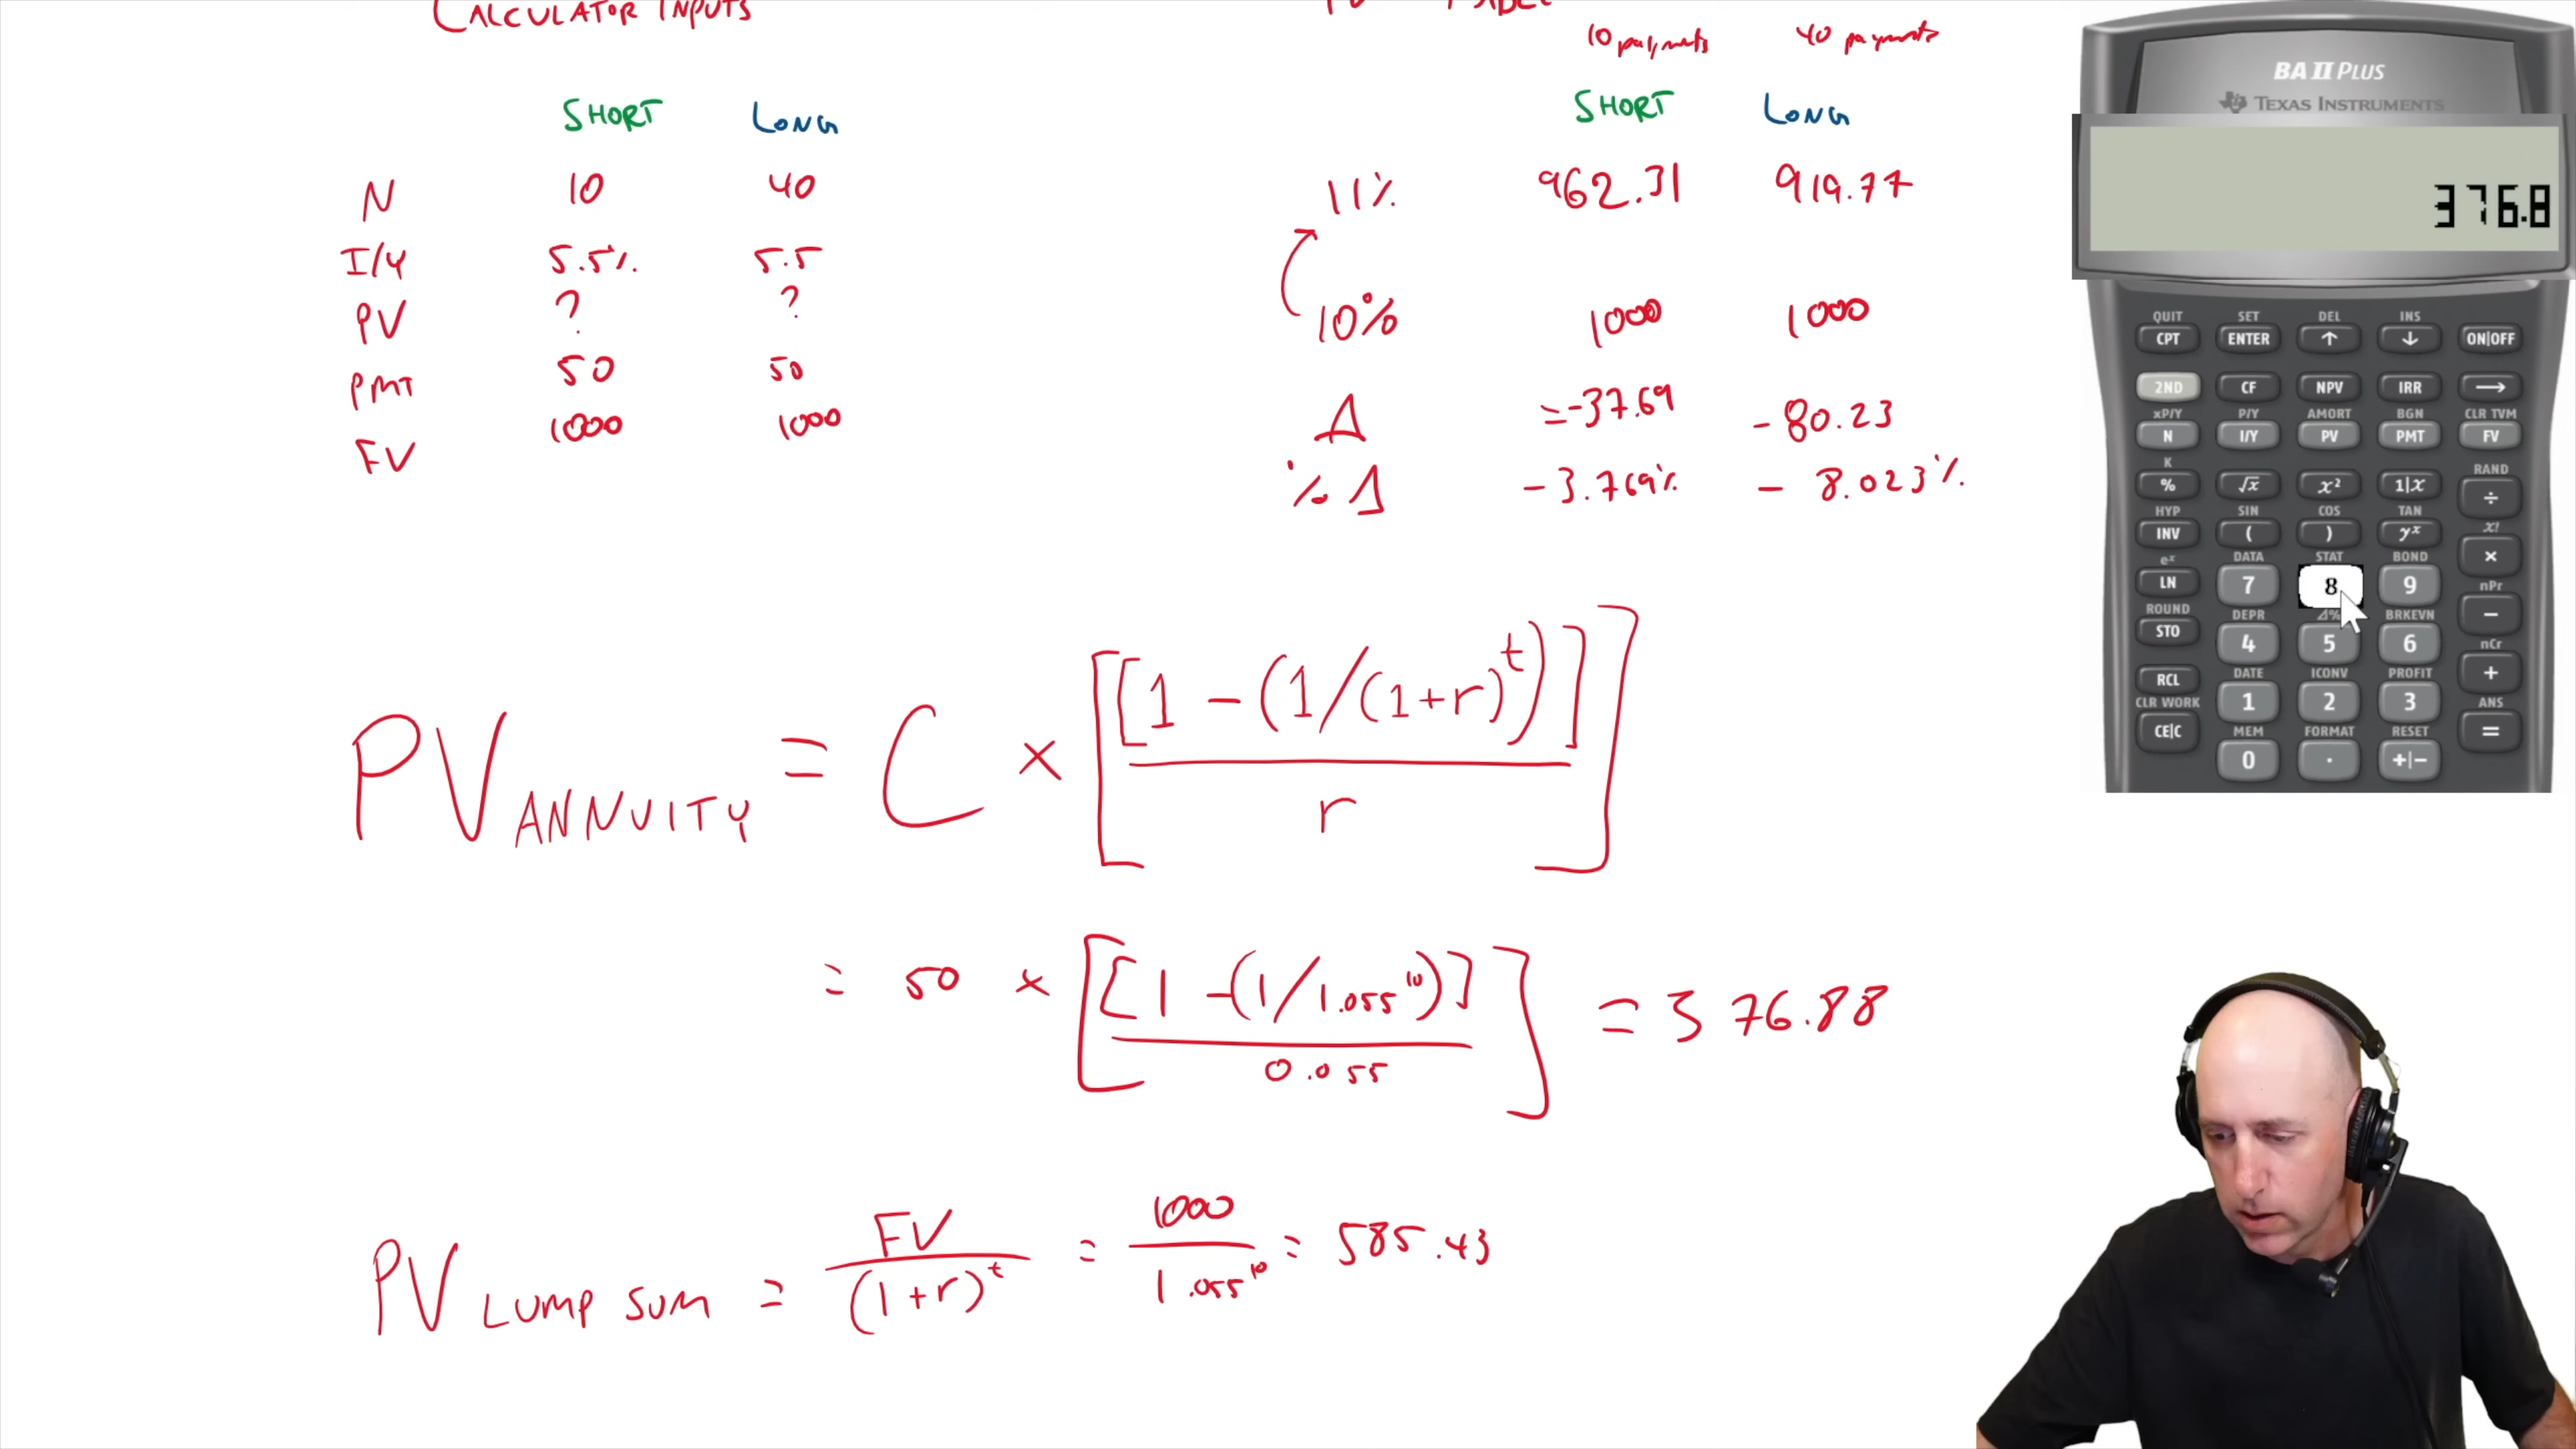 CALCULATOR INPUTS
10 payments 40 payments
SHORT LONG
SHORT LONG
N 10 40
I/Y 5.5% 5.5
PV ? ?
PMT 50 50
FV 1000 1000
11% 962.31 919.77
10% 1000 1000
Δ =-37.69 -80.23
% Δ -3.769% - 8.023%
PV ANNUITY = C × [[1 - (1/(1+r)^t)] / r]
= 50 × [[1 -(1/1.055^10)] / 0.055] = 376.88
PV LUMP SUM = FV / (1+r)^t = 1000 / 1.055^10 = 585.43
BA II PLUS
TEXAS INSTRUMENTS
376.8
QUIT SET DEL INS
CPT ENTER ↑ ↓ ON|OFF
2ND CF NPV IRR →
xP/Y P/Y AMORT BGN CLR TVM
N I/Y PV PMT FV
K RAND
% √x x² 1|x ÷
HYP SIN COS TAN x!
INV ( ) yˣ ×
eˣ DATA STAT BOND nPr
LN 7 8 9 −
ROUND DEPR Δ% BRKEVN nCr
STO 4 5 6 +
DATE ICONV PROFIT ANS
RCL 1 2 3 =
CLR WORK MEM FORMAT RESET
CE|C 0 . +|−